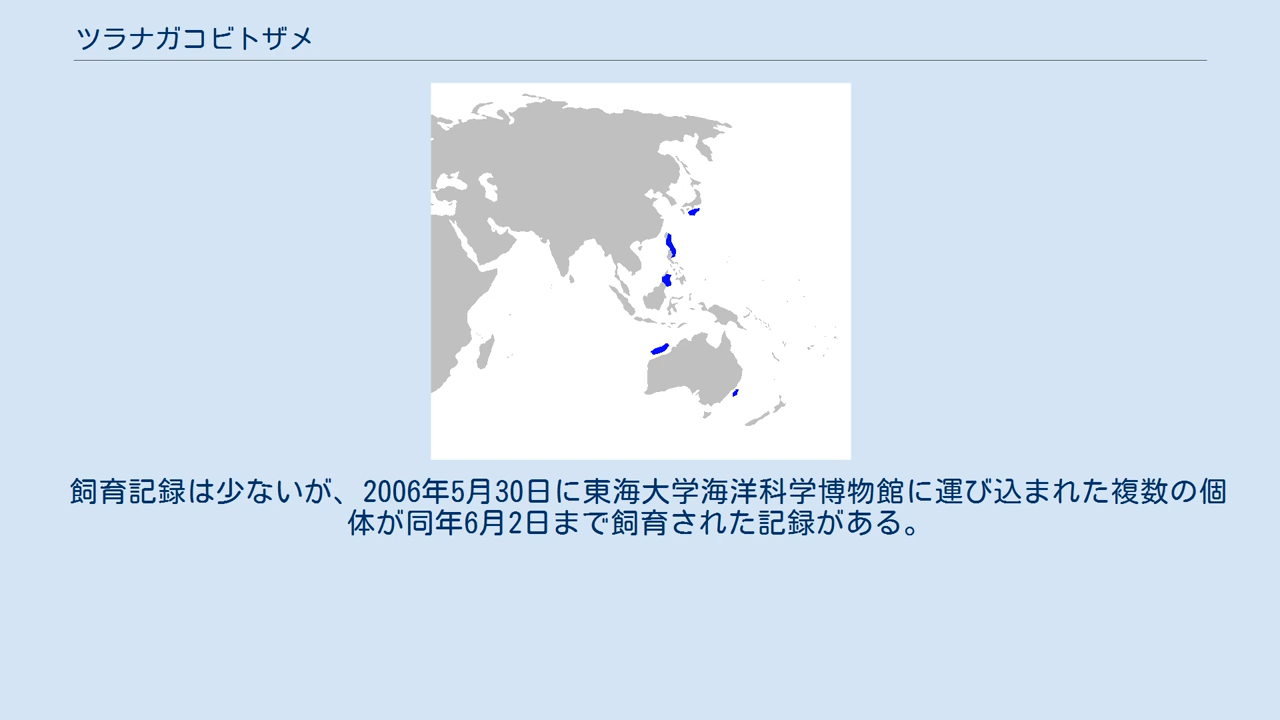 ツラナガコビトザメ
飼育記録は少ないが、2006年5月30日に東海大学海洋科学博物館に運び込まれた複数の個
体が同年6月2日まで飼育された記録がある。